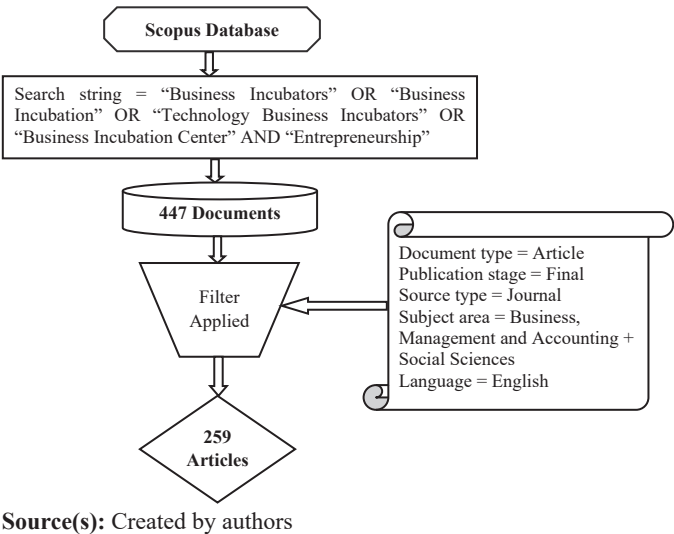 Scopus Database
Search string = “Business Incubators” OR “Business
Incubation” OR “Technology Business Incubators” OR
“Business Incubation Center” AND “Entrepreneurship”
447 Documents
Filter
Applied
Document type = Article
Publication stage = Final
Source type = Journal
Subject area = Business,
Management and Accounting +
Social Sciences
Language = English
259
Articles
Source(s): Created by authors